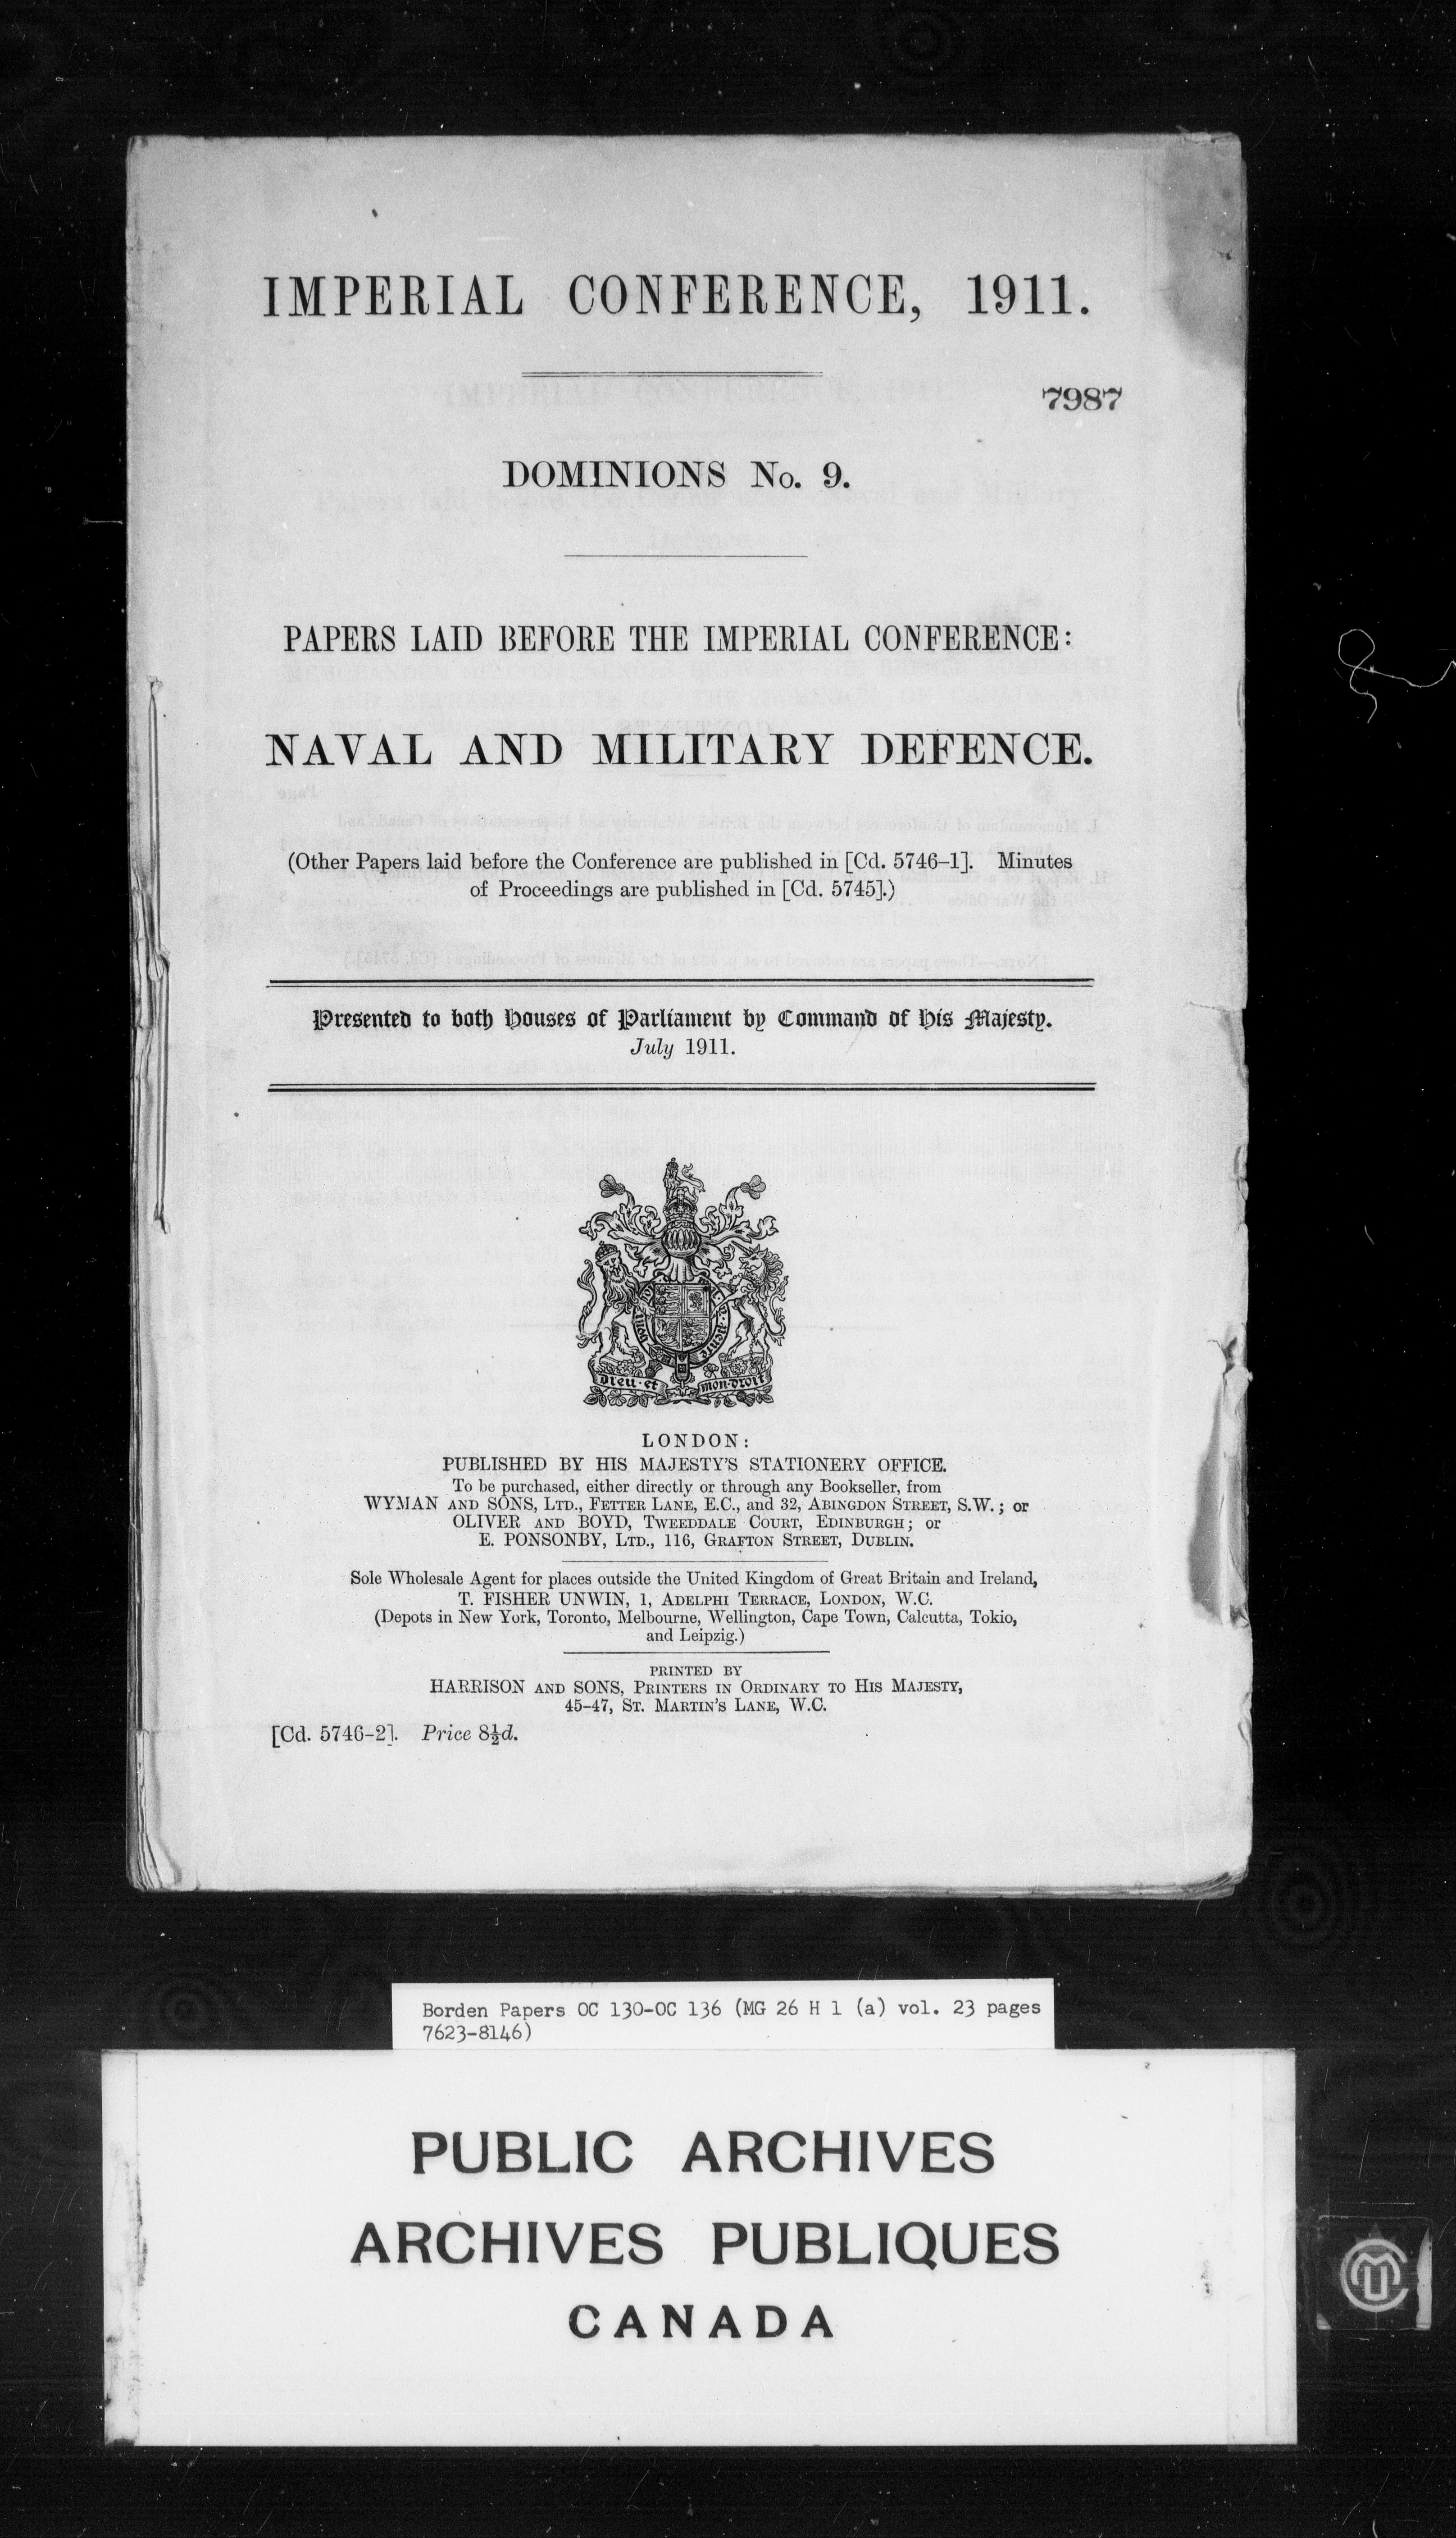 IMPERIAL CONFERENCE, 1911.
7987
DOMINIONS No. 9.
PAPERS LAID BEFORE THE IMPERIAL CONFERENCE:
NAVAL AND MILITARY DEFENCE.
(Other Papers laid before the Conference are published in [Cd. 5746–1]. Minutes
of Proceedings are published in [Cd. 5745].)
Presented to both Houses of Parliament by Command of His Majesty.
July 1911.
Dieu et mon droit
LONDON:
PUBLISHED BY HIS MAJESTY'S STATIONERY OFFICE.
To be purchased, either directly or through any Bookseller, from
WYMAN AND SONS, LTD., FETTER LANE, E.C., and 32, ABINGDON STREET, S.W.; or
OLIVER AND BOYD, TWEEDDALE COURT, EDINBURGH; or
E. PONSONBY, LTD., 116, GRAFTON STREET, DUBLIN.
Sole Wholesale Agent for places outside the United Kingdom of Great Britain and Ireland,
T. FISHER UNWIN, 1, ADELPHI TERRACE, LONDON, W.C.
(Depots in New York, Toronto, Melbourne, Wellington, Cape Town, Calcutta, Tokio,
and Leipzig.)
PRINTED BY
HARRISON AND SONS, PRINTERS IN ORDINARY TO HIS MAJESTY,
45–47, ST. MARTIN'S LANE, W.C.
[Cd. 5746–2]. Price 8½d.
Borden Papers OC 130-OC 136 (MG 26 H 1 (a) vol. 23 pages
7623-8146)
PUBLIC ARCHIVES
ARCHIVES PUBLIQUES
CANADA